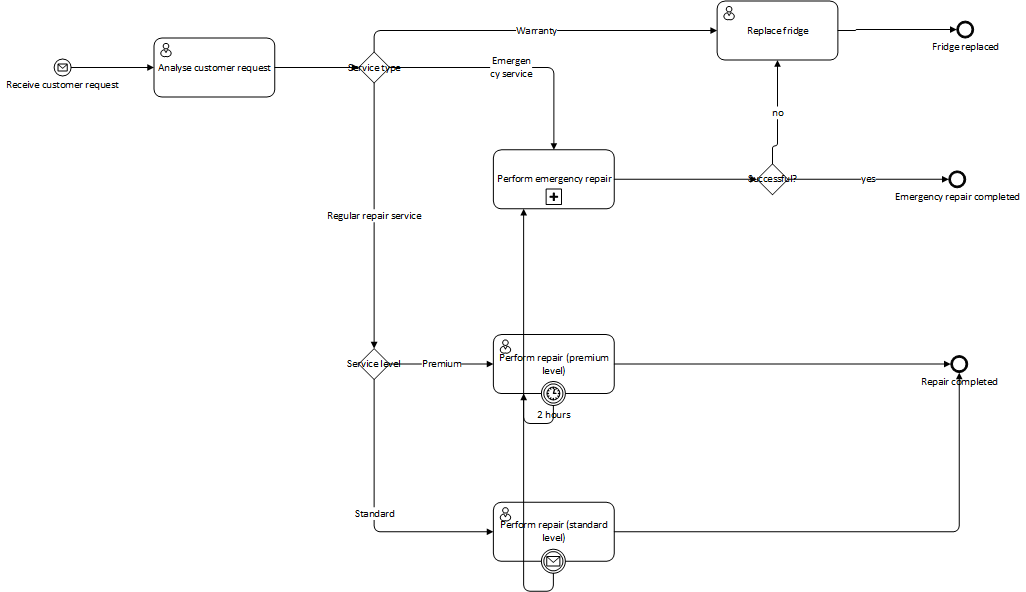 Warranty
Replace fridge
Fridge replaced
Receive customer request
Analyse customer request
Service type
Emergen
cy service
no
Perform emergency repair
Successful?
yes
Emergency repair completed
Regular repair service
Service level
Premium
Perform repair (premium
level)
2 hours
Repair completed
Standard
Perform repair (standard
level)